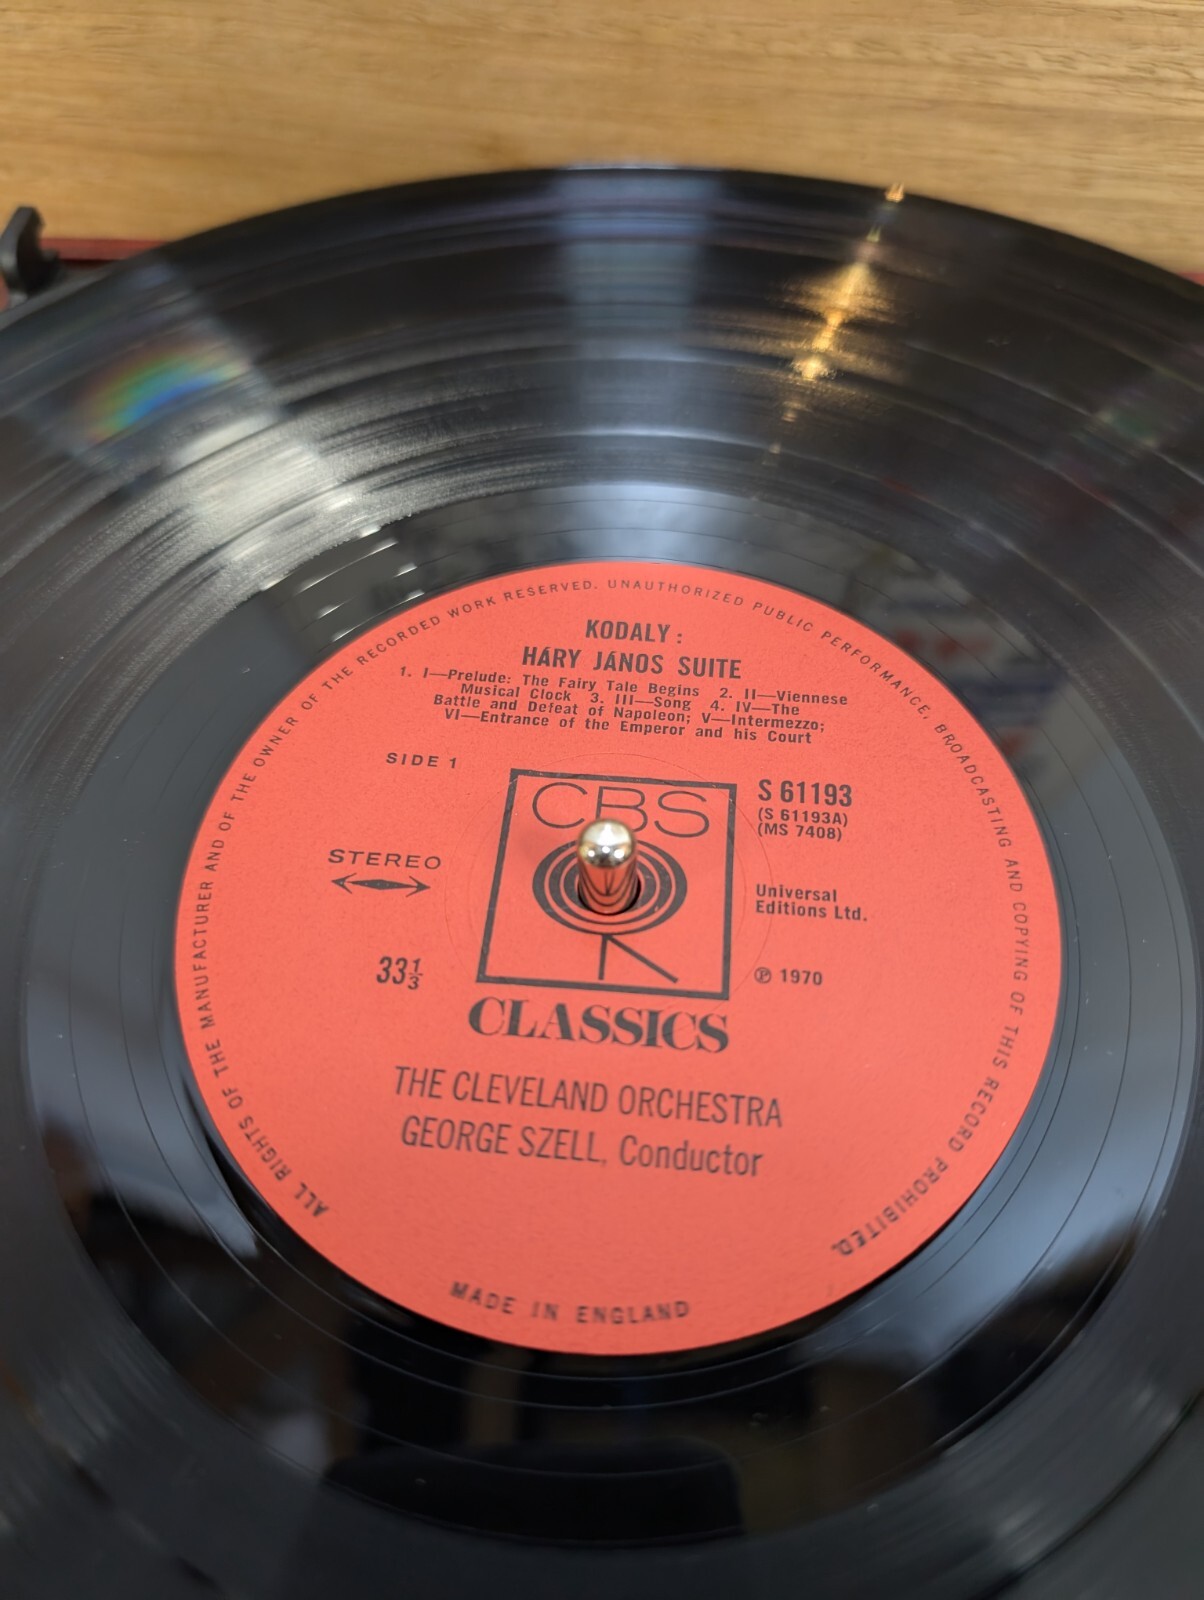 ALL RIGHTS OF THE MANUFACTURER AND OF THE OWNER OF THE RECORDED WORK RESERVED. UNAUTHORIZED PUBLIC PERFORMANCE, BROADCASTING AND COPYING OF THIS RECORD PROHIBITED.
KODALY:
HÁRY JÁNOS SUITE
1. I—Prelude: The Fairy Tale Begins 2. II—Viennese
Musical Clock 3. III—Song 4. IV—The
Battle and Defeat of Napoleon; V—Intermezzo;
VI—Entrance of the Emperor and his Court
SIDE 1
CBS
S 61193
(S 61193A)
(MS 7408)
STEREO
Universal
Editions Ltd.
33⅓
℗ 1970
CLASSICS
THE CLEVELAND ORCHESTRA
GEORGE SZELL, Conductor
MADE IN ENGLAND